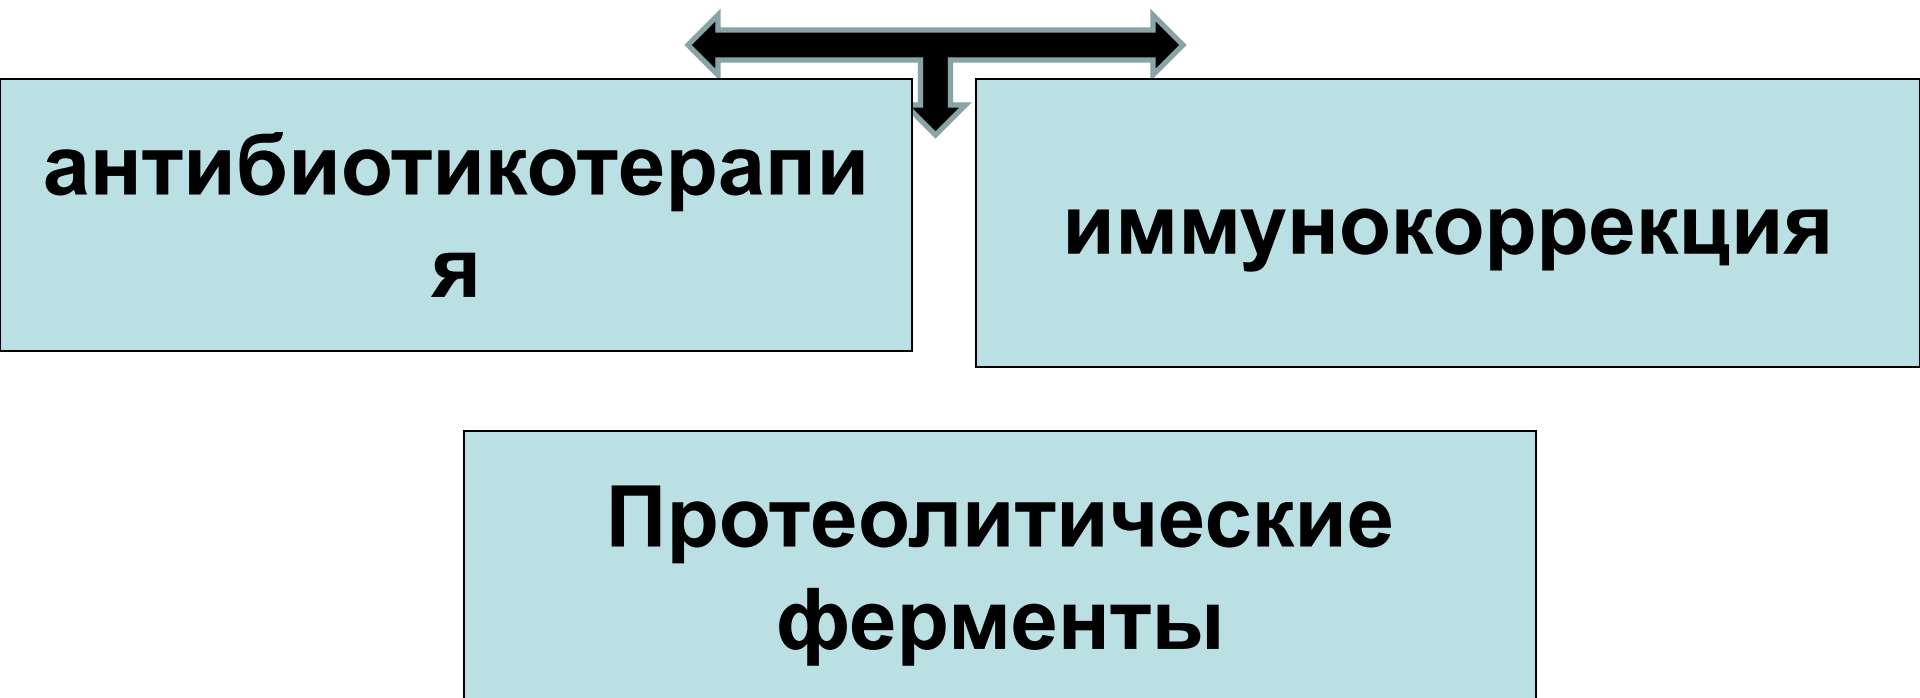 антибиотикотерапи
я
иммунокоррекция
Протеолитические
ферменты